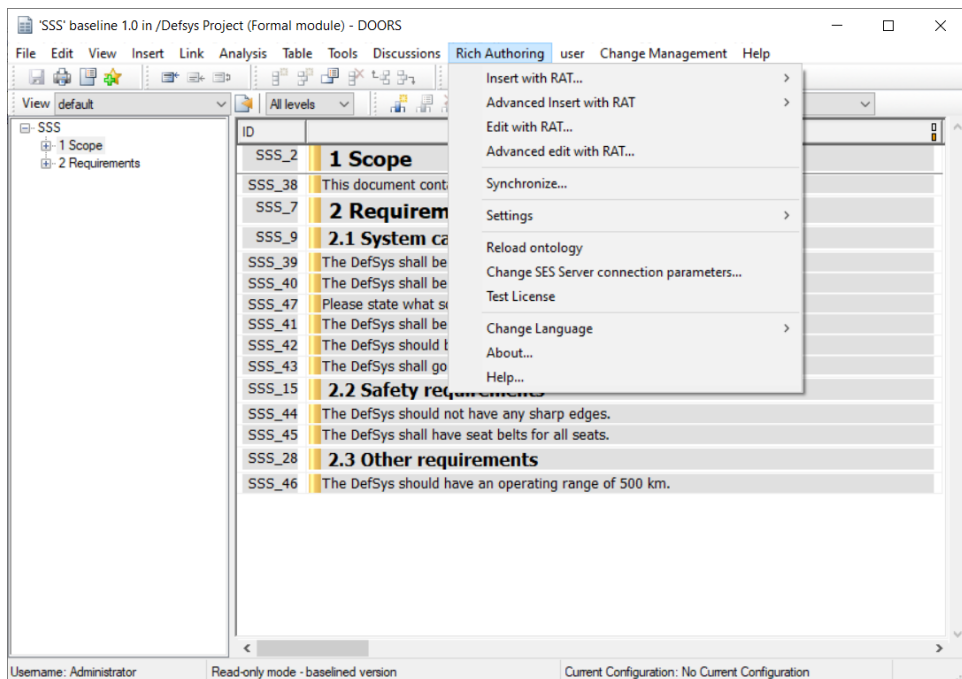 'SSS' baseline 1.0 in /Defsys Project (Formal module) - DOORS
File Edit View Insert Link Analysis Table Tools Discussions Rich Authoring user Change Management Help
View default All levels
SSS
1 Scope
2 Requirements
ID
SSS_2 1 Scope
SSS_38 This document
SSS_7 2
SSS_9 2.1 System
SSS_39 The DefSys shall be
SSS_40 The DefSys shall be
SSS_47 Please state what
SSS_41 The DefSys shall be
SSS_42 The DefSys should
SSS_43 The DefSys shall go
SSS_15 2.2 Safety requirements
SSS_44 The DefSys should not have any sharp edges.
SSS_45 The DefSys shall have seat belts for all seats.
SSS_28 2.3 Other requirements
SSS_46 The DefSys should have an operating range of 500 km.
Insert with RAT...
Advanced Insert with RAT
Edit with RAT...
Advanced edit with RAT...
Synchronize...
Settings
Reload ontology
Change SES Server connection parameters...
Test License
Change Language
About...
Help...
Username: Administrator Read-only mode - baselined version Current Configuration: No Current Configuration